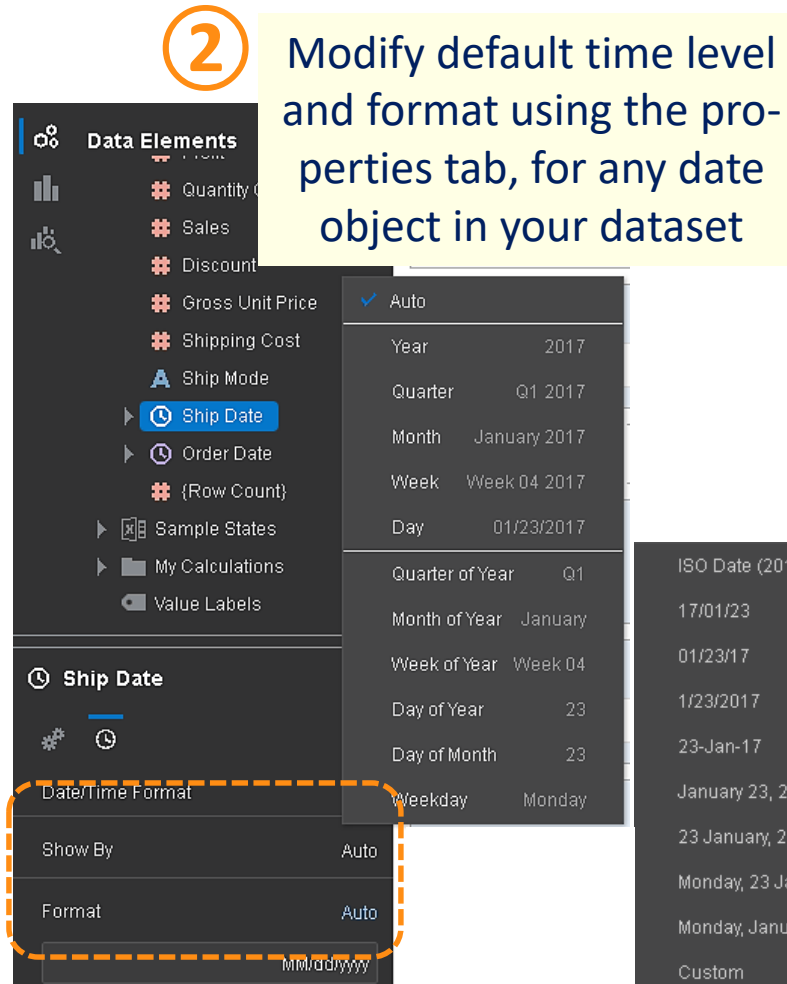 2
Modify default time level
and format using the pro-
perties tab, for any date
object in your dataset
Data Elements
Quantity
Sales
Discount
Gross Unit Price
Shipping Cost
A Ship Mode
Ship Date
Order Date
{Row Count}
Sample States
My Calculations
Value Labels
Ship Date
Date/Time Format
Show By Auto
Format Auto
MM/dd/yyyy
Auto
Year 2017
Quarter Q1 2017
Month January 2017
Week Week 04 2017
Day 01/23/2017
Quarter of Year Q1
Month of Year January
Week of Year Week 04
Day of Year 23
Day of Month 23
Weekday Monday
ISO Date (201
17/01/23
01/23/17
1/23/2017
23-Jan-17
January 23, 2
23 January, 2
Monday, 23 Ja
Monday, Janu
Custom